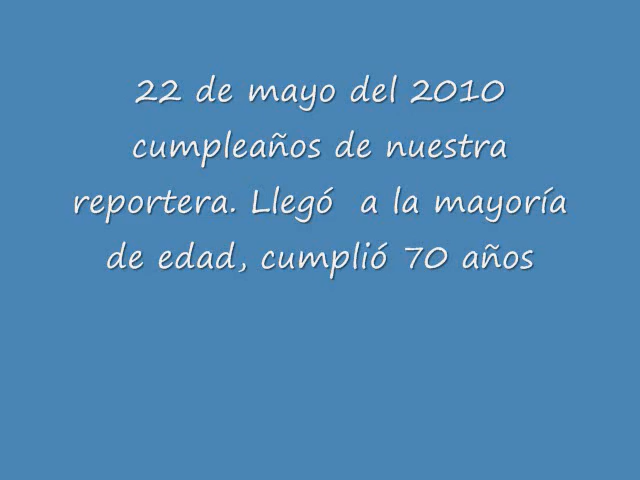 22 de mayo del 2010
cumpleaños de nuestra
reportera. Llegó  a la mayoría
de edad, cumplió 70 años